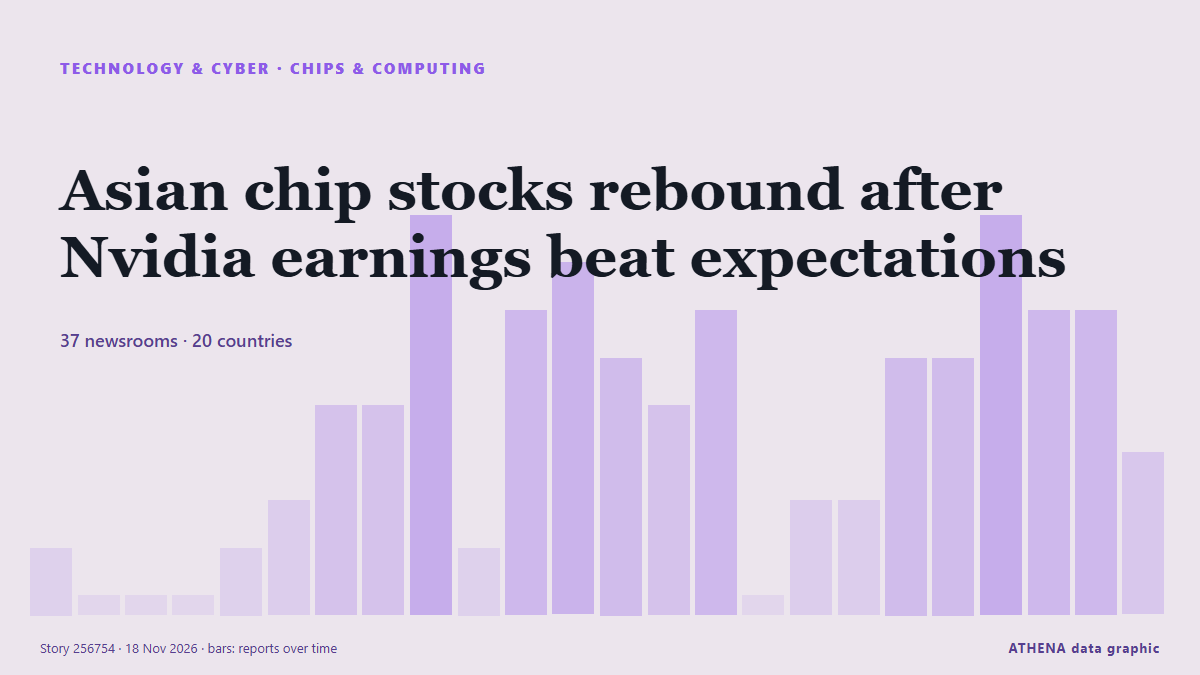 TECHNOLOGY & CYBER · CHIPS & COMPUTING
Asian chip stocks rebound after
Nvidia earnings beat expectations
37 newsrooms · 20 countries
Story 256754 · 18 Nov 2026 · bars: reports over time
ATHENA data graphic